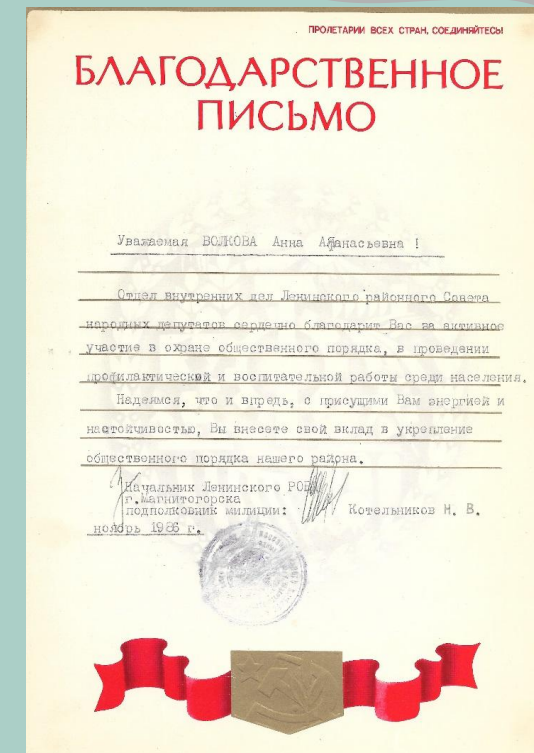 ПРОЛЕТАРИИ ВСЕХ СТРАН, СОЕДИНЯЙТЕСЬ!
БЛАГОДАРСТВЕННОЕ
ПИСЬМО
Уважаемая ВОЛКОВА Анна Афанасьевна !
Отдел внутренних дел Ленинского районного Совета
народных депутатов сердечно благодарит Вас за активное
участие в охране общественного порядка, в проведении
профилактической и воспитательной работы среди населения.
Надеямся, что и впредь, с присущими Вам энергией и
настойчивостью, Вы внесете свой вклад в укрепление
общественного порядка нашего района.
Начальник Ленинского РОВД
г.Магнитогорска
подполковник милиции: Котельников Н. В.
ноябрь 1986 г.